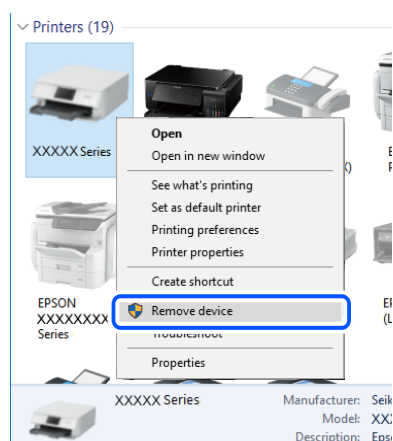 Printers (19)
XXXXX Series
Open
Open in new window
See what's printing
Set as default printer
Printing preferences
Printer properties
Create shortcut
Remove device
Troubleshoot
Properties
EPSON
XXXXXXXX
Series
XXXXX Series
Manufacturer:
Model:
Description: